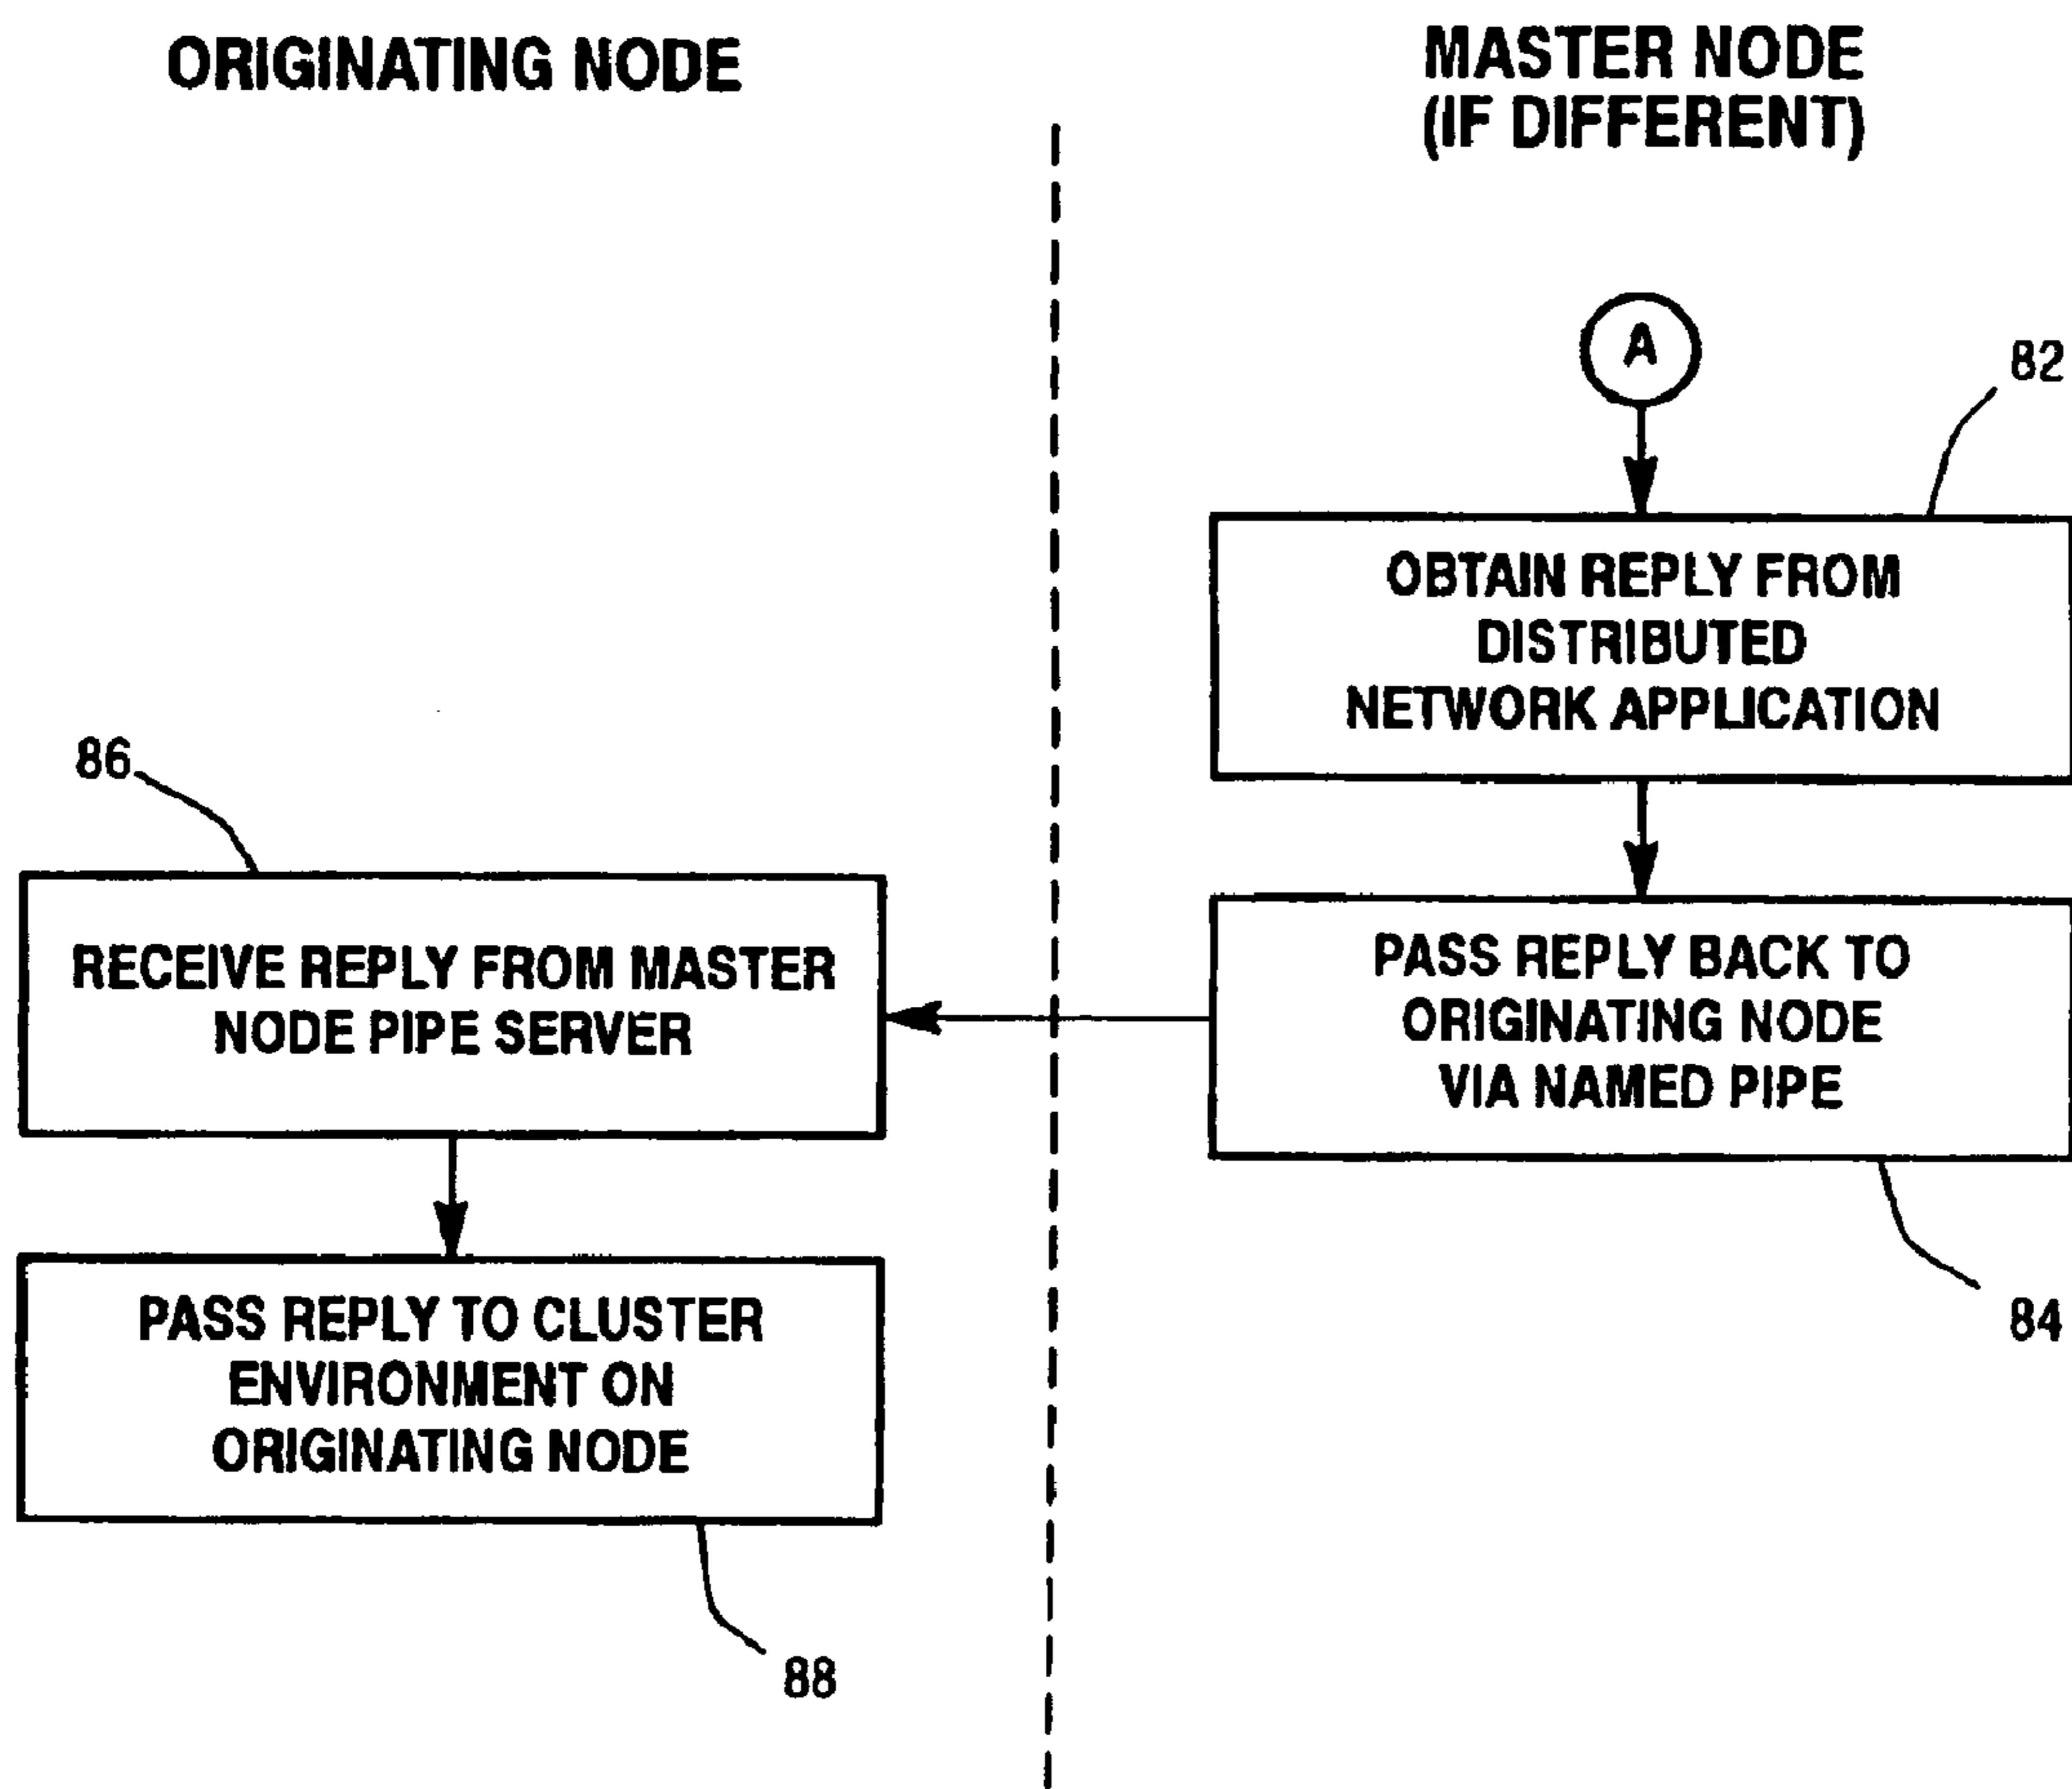 ORIGINATING NODE
MASTER NODE
(IF DIFFERENT)
A
82
OBTAIN REPLY FROM
DISTRIBUTED
NETWORK APPLICATION
86
RECEIVE REPLY FROM MASTER
NODE PIPE SERVER
PASS REPLY BACK TO
ORIGINATING NODE
VIA NAMED PIPE
84
PASS REPLY TO CLUSTER
ENVIRONMENT ON
ORIGINATING NODE
88